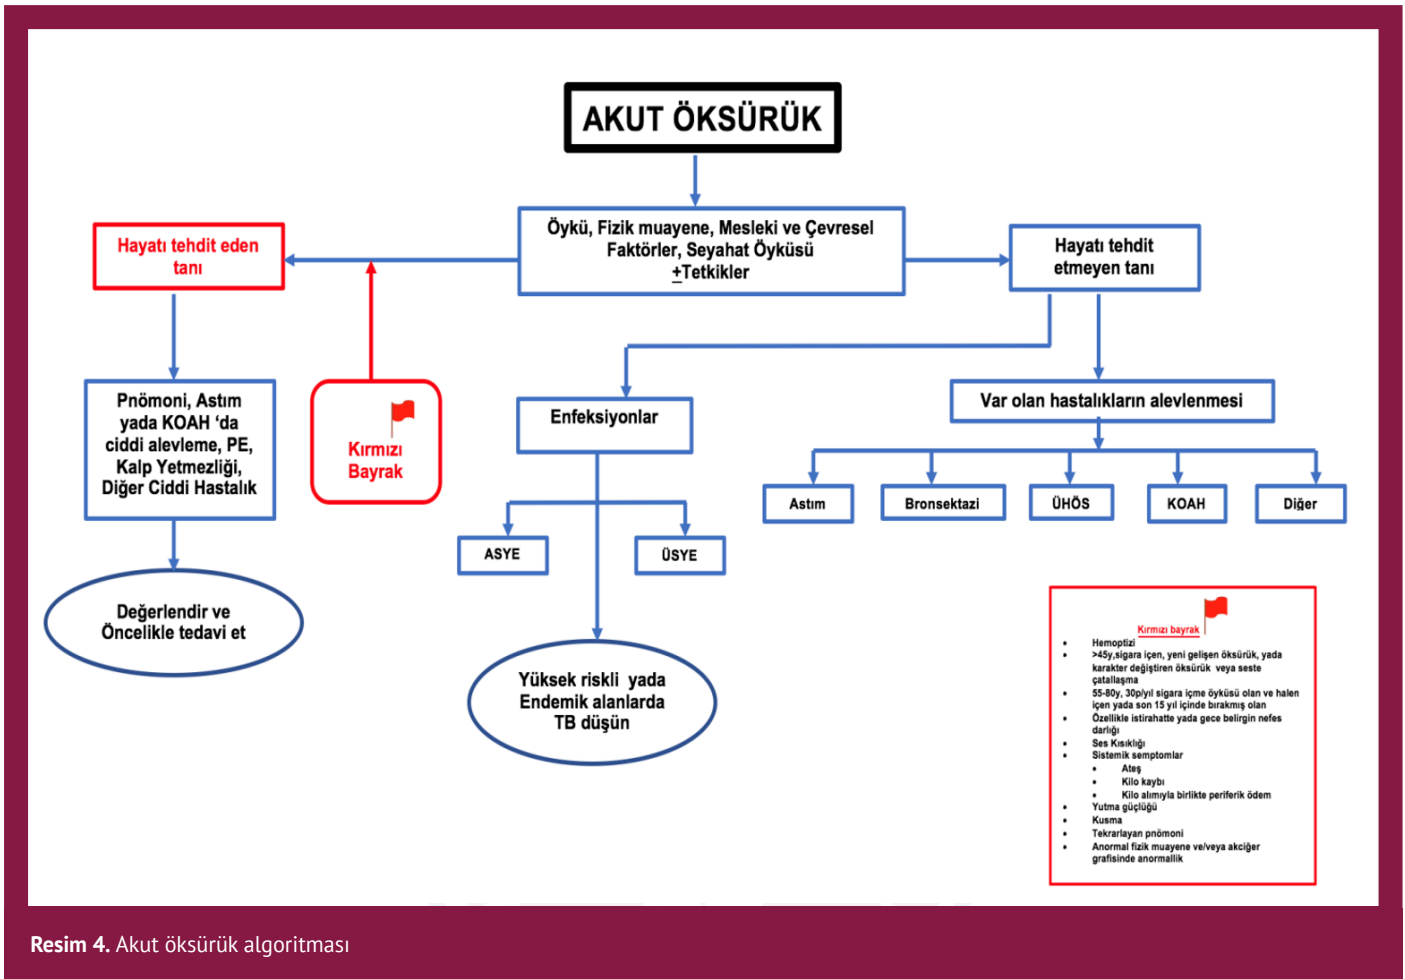 AKUT ÖKSÜRÜK
Öykü, Fizik muayene, Mesleki ve Çevresel
Faktörler, Seyahat Öyküsü
+Tetkikler
Hayatı tehdit eden
tanı
Hayatı tehdit
etmeyen tanı
Pnömoni, Astım
yada KOAH ‘da
ciddi alevleme, PE,
Kalp Yetmezliği,
Diğer Ciddi Hastalık
Kırmızı
Bayrak
Enfeksiyonlar
Var olan hastalıkların alevlenmesi
Astım
Bronsektazi
ÜHÖS
KOAH
Diğer
ASYE
ÜSYE
Değerlendir ve
Öncelikle tedavi et
Yüksek riskli yada
Endemik alanlarda
TB düşün
Kırmızı bayrak
• Hemoptizi
• >45y,sigara içen, yeni gelişen öksürük, yada
karakter değiştiren öksürük veya seste
çatallaşma
• 55-80y, 30p/yıl sigara içme öyküsü olan ve halen
içen yada son 15 yıl içinde bırakmış olan
• Özellikle istirahatte yada gece belirgin nefes
darlığı
• Ses Kısıklığı
• Sistemik semptomlar
• Ateş
• Kilo kaybı
• Kilo alımıyla birlikte periferik ödem
• Yutma güçlüğü
• Kusma
• Tekrarlayan pnömoni
• Anormal fizik muayene ve/veya akciğer
grafisinde anormallik
Resim 4. Akut öksürük algoritması